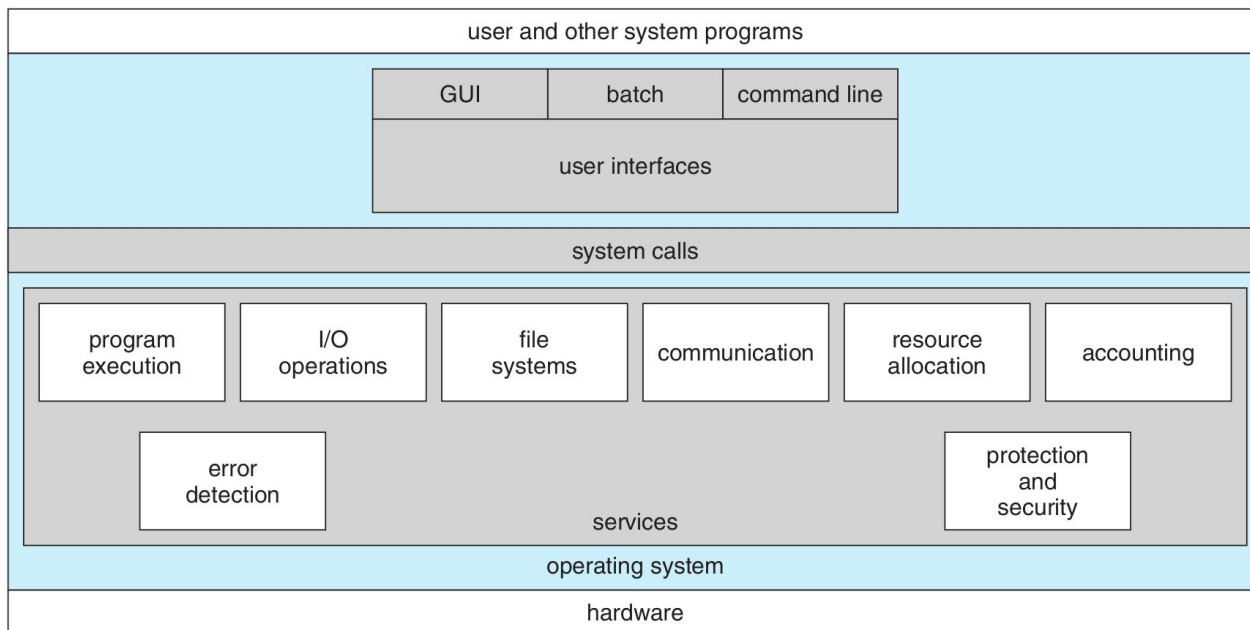 user and other system programs
GUI
batch
command line
user interfaces
system calls
program
execution
I/O
operations
file
systems
communication
resource
allocation
accounting
error
detection
protection
and
security
services
operating system
hardware